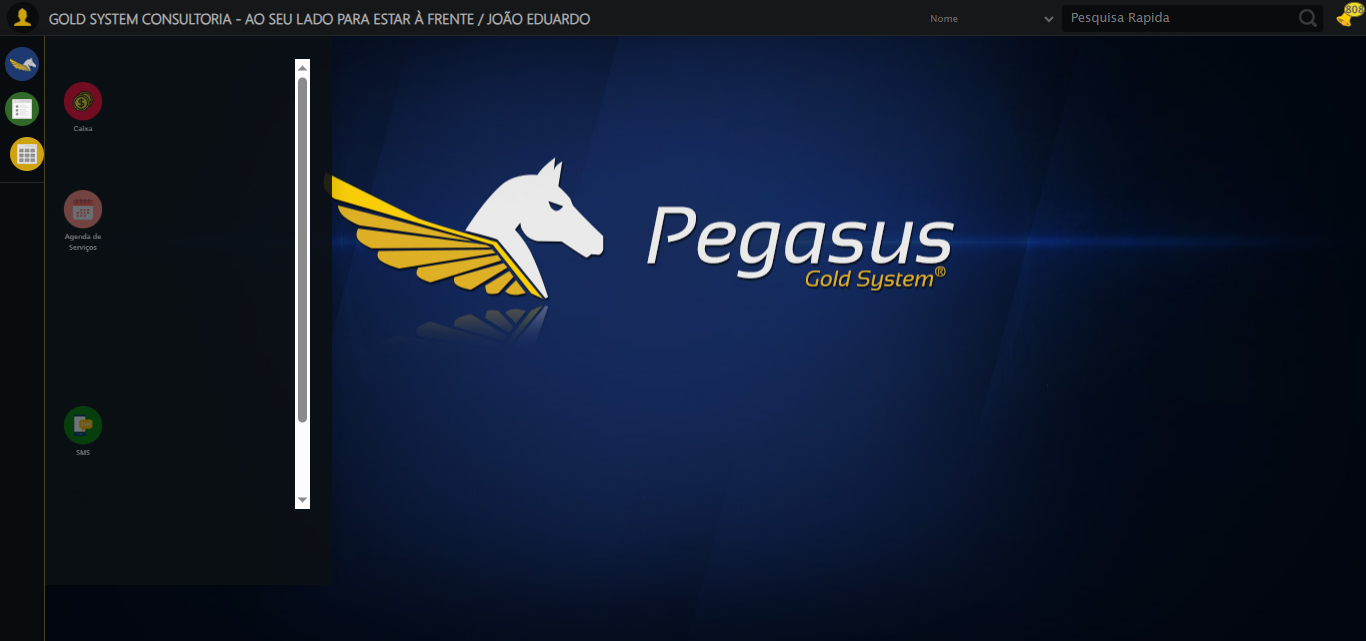 GOLD SYSTEM CONSULTORIA - AO SEU LADO PARA ESTAR À FRENTE / JOÃO EDUARDO
Nome
Pesquisa Rapida
808
Caixa
Agenda de
Serviços
SMS
Pegasus
Gold System®